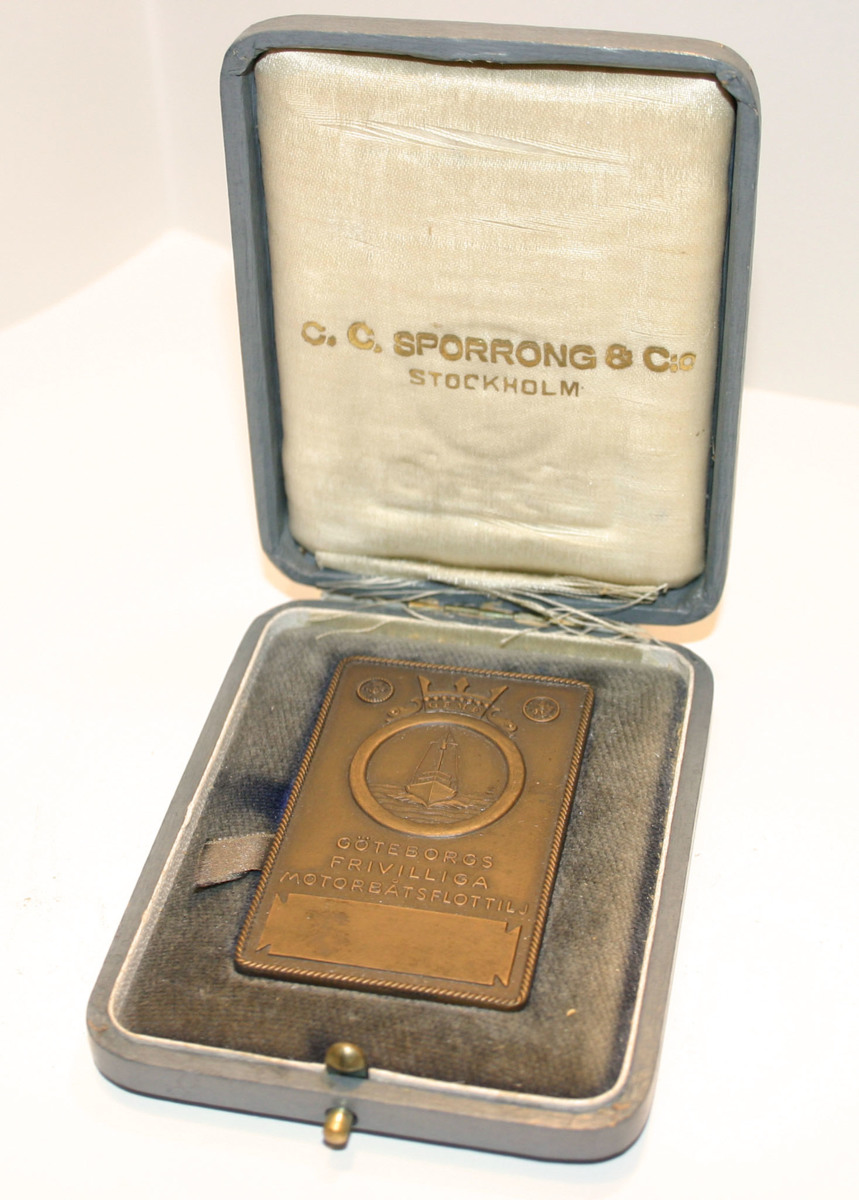 C. C. SPORRONG & C:o
STOCKHOLM
GÖTEBORGS
FRIVILLIGA
MOTORBÅTSFLOTTILJ